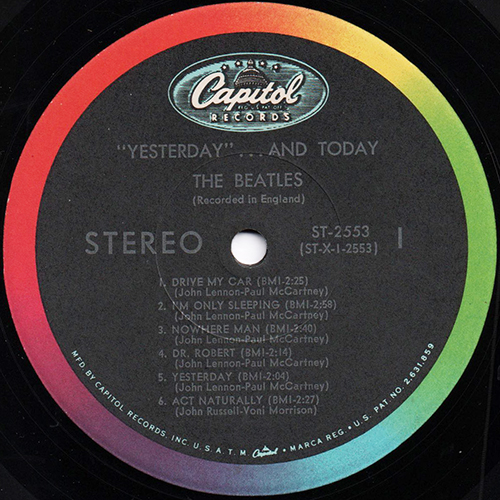 Capitol
REG. U.S. PAT. OFF.
RECORDS
"YESTERDAY" ... AND TODAY
THE BEATLES
(Recorded in England)
STEREO
ST-2553
(ST-X-1-2553)
1
1. DRIVE MY CAR (BMI-2:25)
(John Lennon-Paul McCartney)
2. I'M ONLY SLEEPING (BMI-2:58)
(John Lennon-Paul McCartney)
3. NOWHERE MAN (BMI-2:40)
(John Lennon-Paul McCartney)
4. DR. ROBERT (BMI-2:14)
(John Lennon-Paul McCartney)
5. YESTERDAY (BMI-2:04)
(John Lennon-Paul McCartney)
6. ACT NATURALLY (BMI-2:27)
(John Russell-Voni Morrison)
MFD. BY CAPITOL RECORDS, INC. U.S.A. T.M. Capitol MARCA REG. • U.S. PAT. NO. 2,631,859